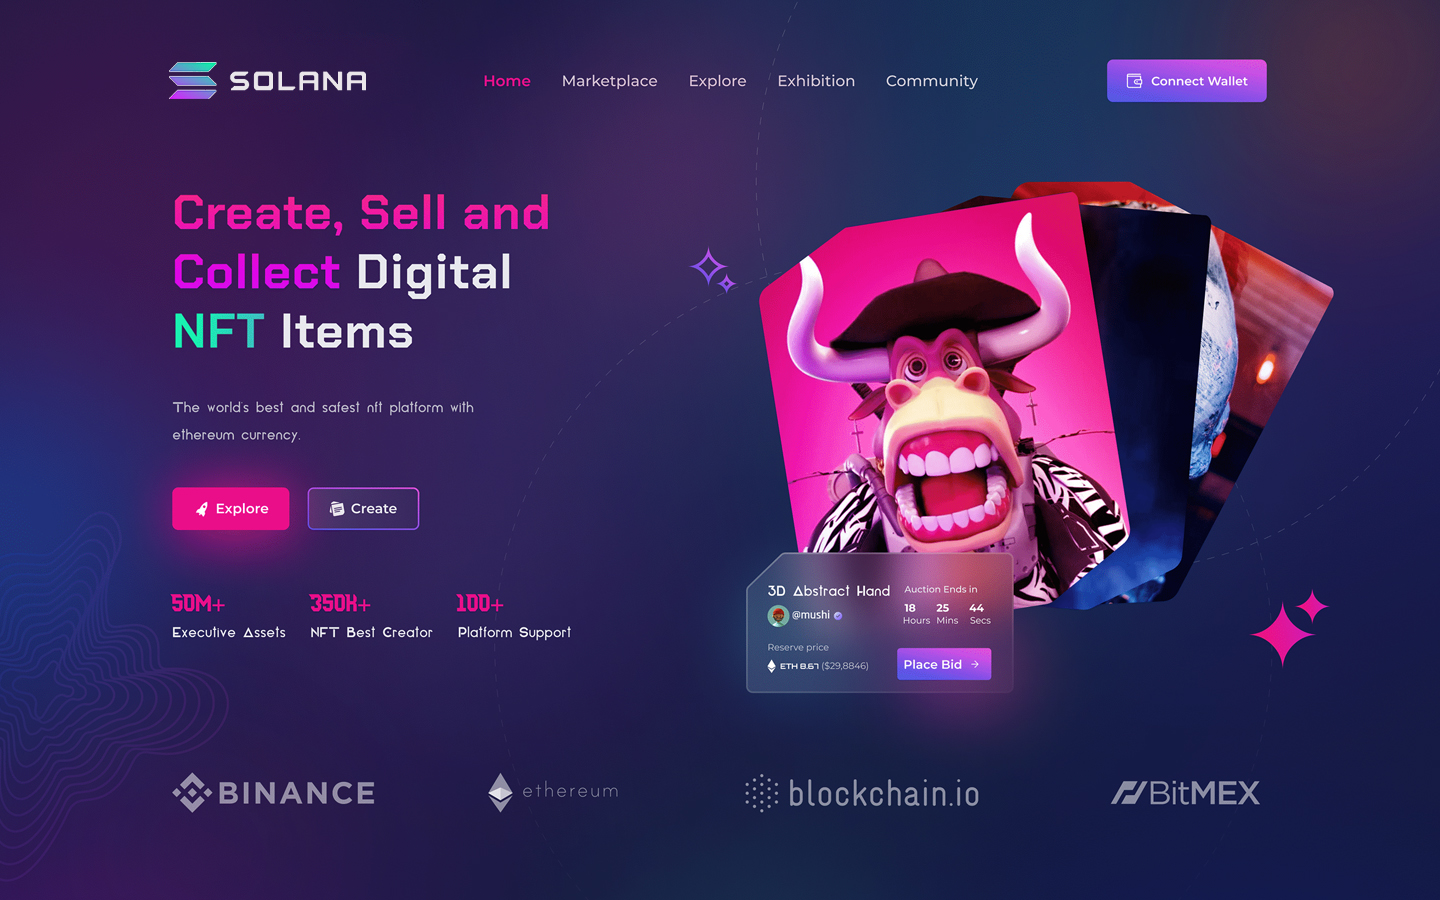 SOLANA
Home Marketplace Explore Exhibition Community
Connect Wallet
Create, Sell and
Collect Digital
NFT Items
The world's best and safest nft platform with
ethereum currency.
Explore
Create
50M+
Executive Assets
350K+
NFT Best Creator
100+
Platform Support
3D Abstract Hand
@mushi
Auction Ends in
18 25 44
Hours Mins Secs
Reserve price
ETH 8.67 ($29,8846)
Place Bid
BINANCE
ethereum
blockchain.io
BitMEX